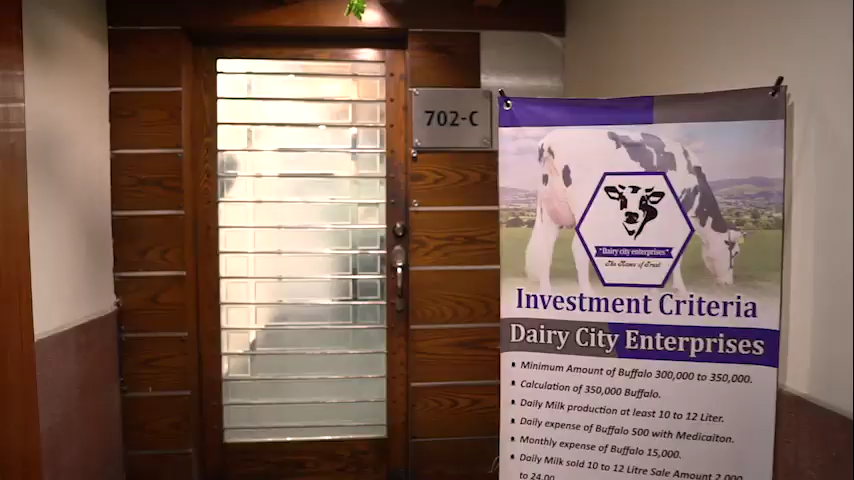 702-C
"Dairy city enterprises"
The Name of Trust
Investment Criteria
Dairy City Enterprises
Minimum Amount of Buffalo 300,000 to 350,000.
Calculation of 350,000 Buffalo.
Daily Milk production at least 10 to 12 Liter.
Daily expense of Buffalo 500 with Medicaiton.
Monthly expense of Buffalo 15,000.
Daily Milk sold 10 to 12 Litre Sale Amount 2,000
to 24,00